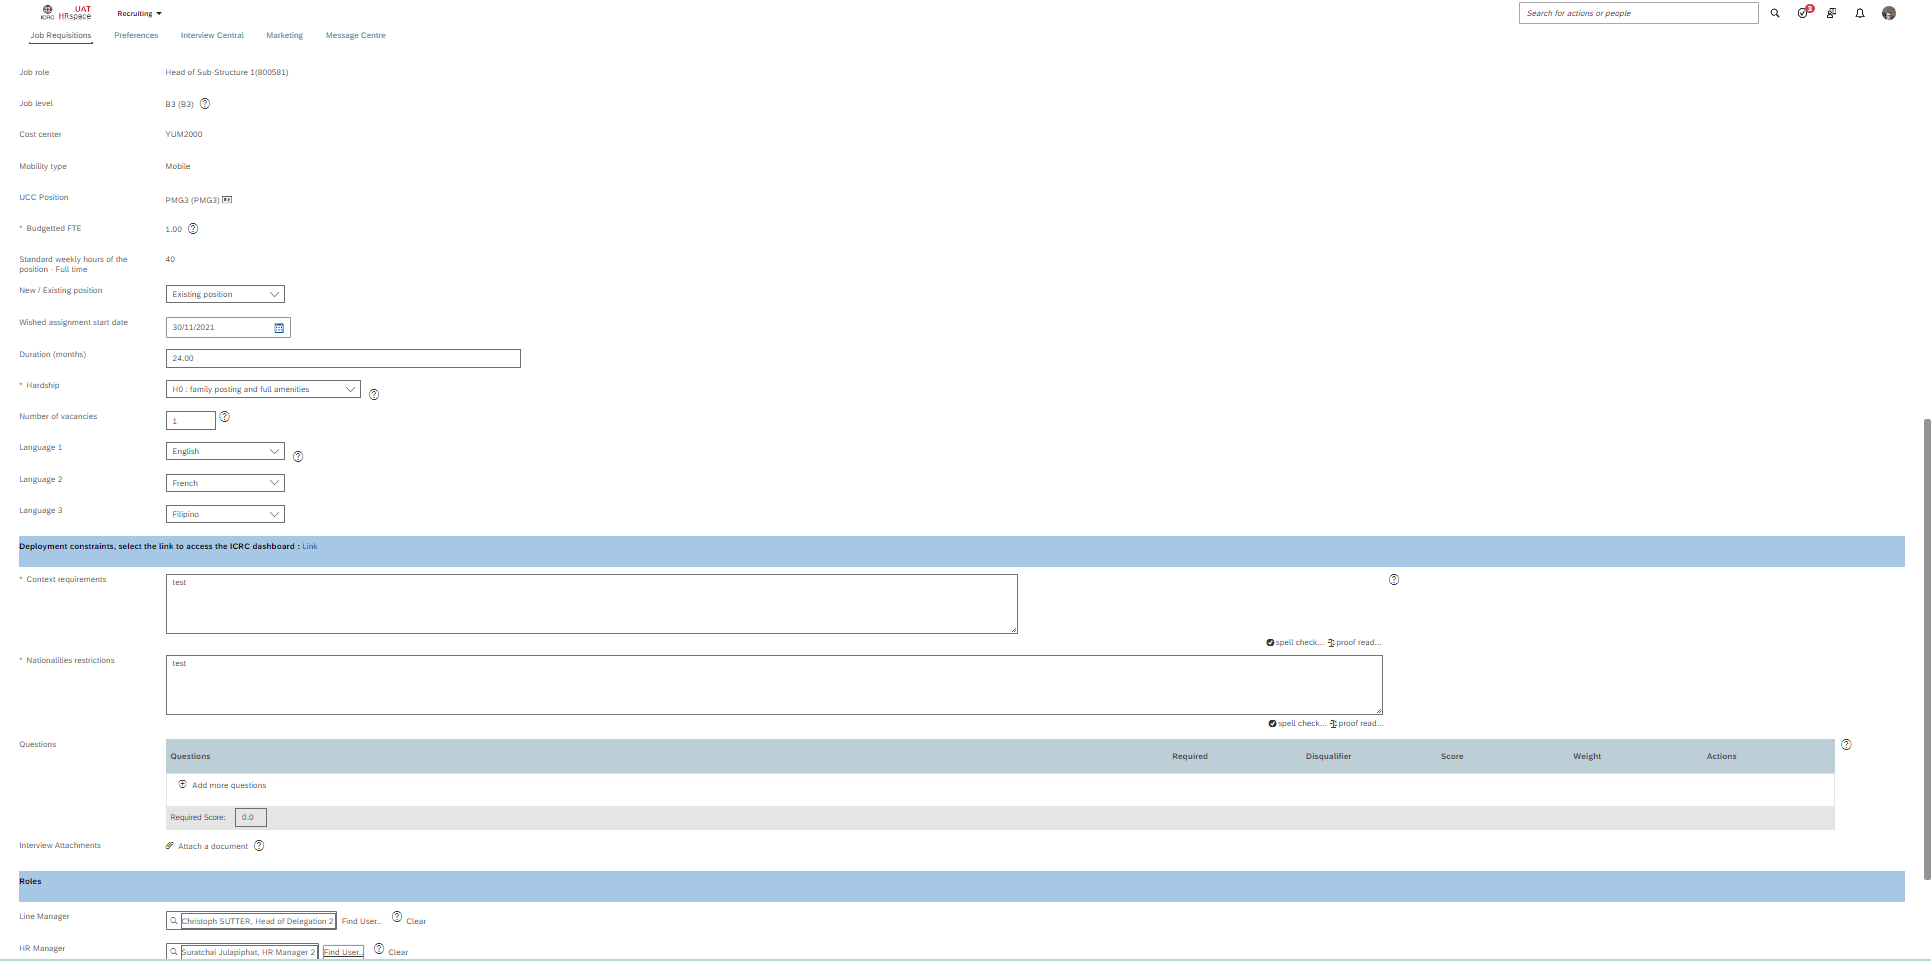 ICRC UAT HRspace Recruiting
Search for actions or people
3
Job Requisitions Preferences Interview Central Marketing Message Centre
Job role Head of Sub-Structure 1(800581)
Job level B3 (B3)
Cost center YUM2000
Mobility type Mobile
UCC Position PMG3 (PMG3)
* Budgetted FTE 1.00
Standard weekly hours of the position - Full time 40
New / Existing position Existing position
Wished assignment start date 30/11/2021
Duration (months) 24.00
* Hardship H0 : family posting and full amenities
Number of vacancies 1
Language 1 English
Language 2 French
Language 3 Filipino
Deployment constraints, select the link to access the ICRC dashboard : Link
* Context requirements test
spell check... proof read...
* Nationalities restrictions test
spell check... proof read...
Questions
Questions Required Disqualifier Score Weight Actions
Add more questions
Required Score: 0.0
Interview Attachments Attach a document
Roles
Line Manager Christoph SUTTER, Head of Delegation 2 Find User.. Clear
HR Manager Suratchai Julapiphat, HR Manager 2 Find User.. Clear